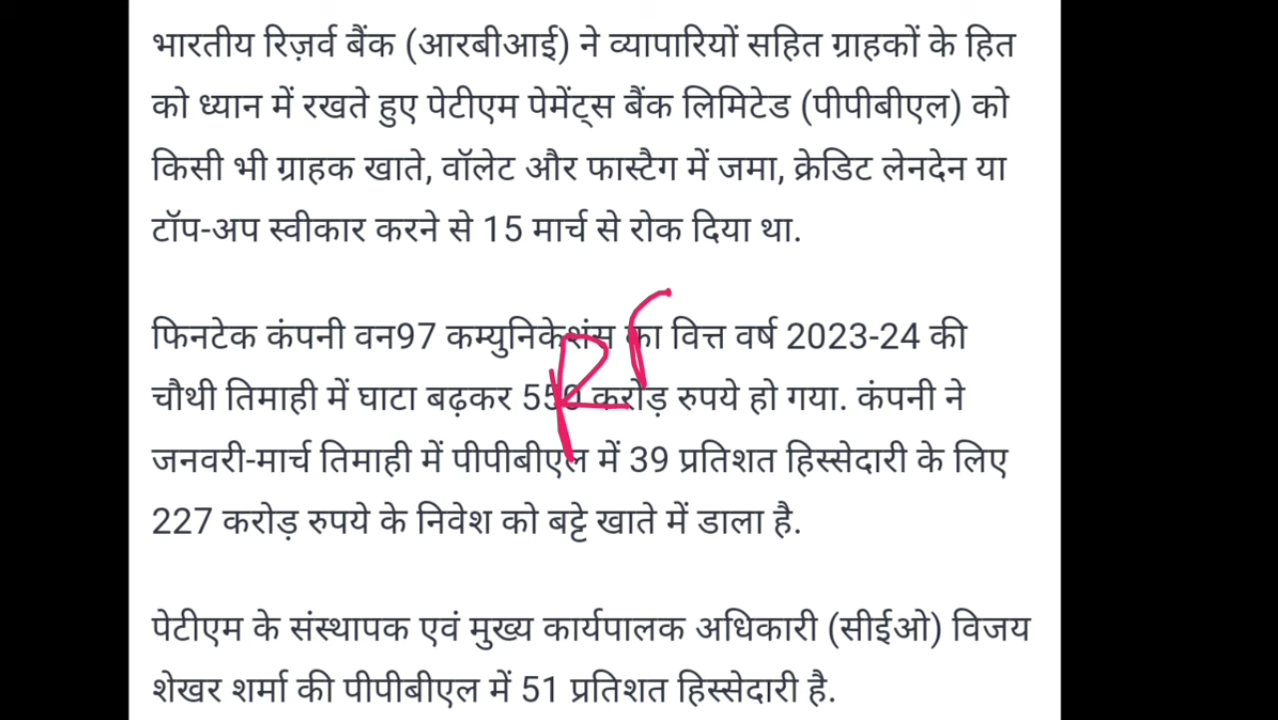 भारतीय रिज़र्व बैंक (आरबीआई) ने व्यापारियों सहित ग्राहकों के हित
को ध्यान में रखते हुए पेटीएम पेमेंट्स बैंक लिमिटेड (पीपीबीएल) को
किसी भी ग्राहक खाते, वॉलेट और फास्टैग में जमा, क्रेडिट लेनदेन या
टॉप-अप स्वीकार करने से 15 मार्च से रोक दिया था.
फिनटेक कंपनी वन97 कम्युनिकेशंस का वित्त वर्ष 2023-24 की
चौथी तिमाही में घाटा बढ़कर 550 करोड़ रुपये हो गया. कंपनी ने
जनवरी-मार्च तिमाही में पीपीबीएल में 39 प्रतिशत हिस्सेदारी के लिए
227 करोड़ रुपये के निवेश को बट्टे खाते में डाला है.
पेटीएम के संस्थापक एवं मुख्य कार्यपालक अधिकारी (सीईओ) विजय
शेखर शर्मा की पीपीबीएल में 51 प्रतिशत हिस्सेदारी है.